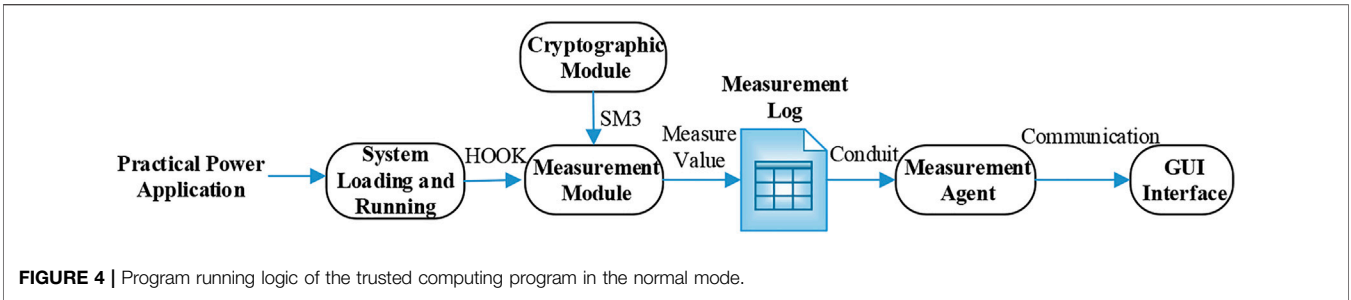 Cryptographic
Module
SM3
Measurement
Log
Practical Power
Application
System
Loading and
Running
HOOK
Measurement
Module
Measure
Value
Conduit
Measurement
Agent
Communication
GUI
Interface
FIGURE 4 | Program running logic of the trusted computing program in the normal mode.